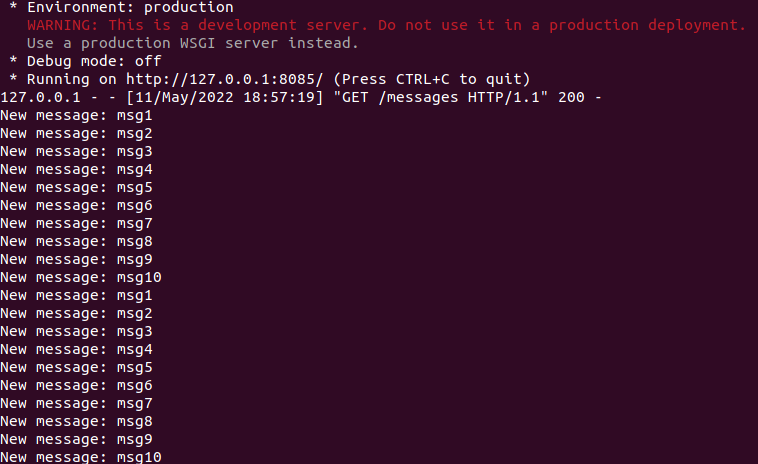 * Environment: production
WARNING: This is a development server. Do not use it in a production deployment.
Use a production WSGI server instead.
* Debug mode: off
* Running on http://127.0.0.1:8085/ (Press CTRL+C to quit)
127.0.0.1 - - [11/May/2022 18:57:19] "GET /messages HTTP/1.1" 200 -
New message: msg1
New message: msg2
New message: msg3
New message: msg4
New message: msg5
New message: msg6
New message: msg7
New message: msg8
New message: msg9
New message: msg10
New message: msg1
New message: msg2
New message: msg3
New message: msg4
New message: msg5
New message: msg6
New message: msg7
New message: msg8
New message: msg9
New message: msg10